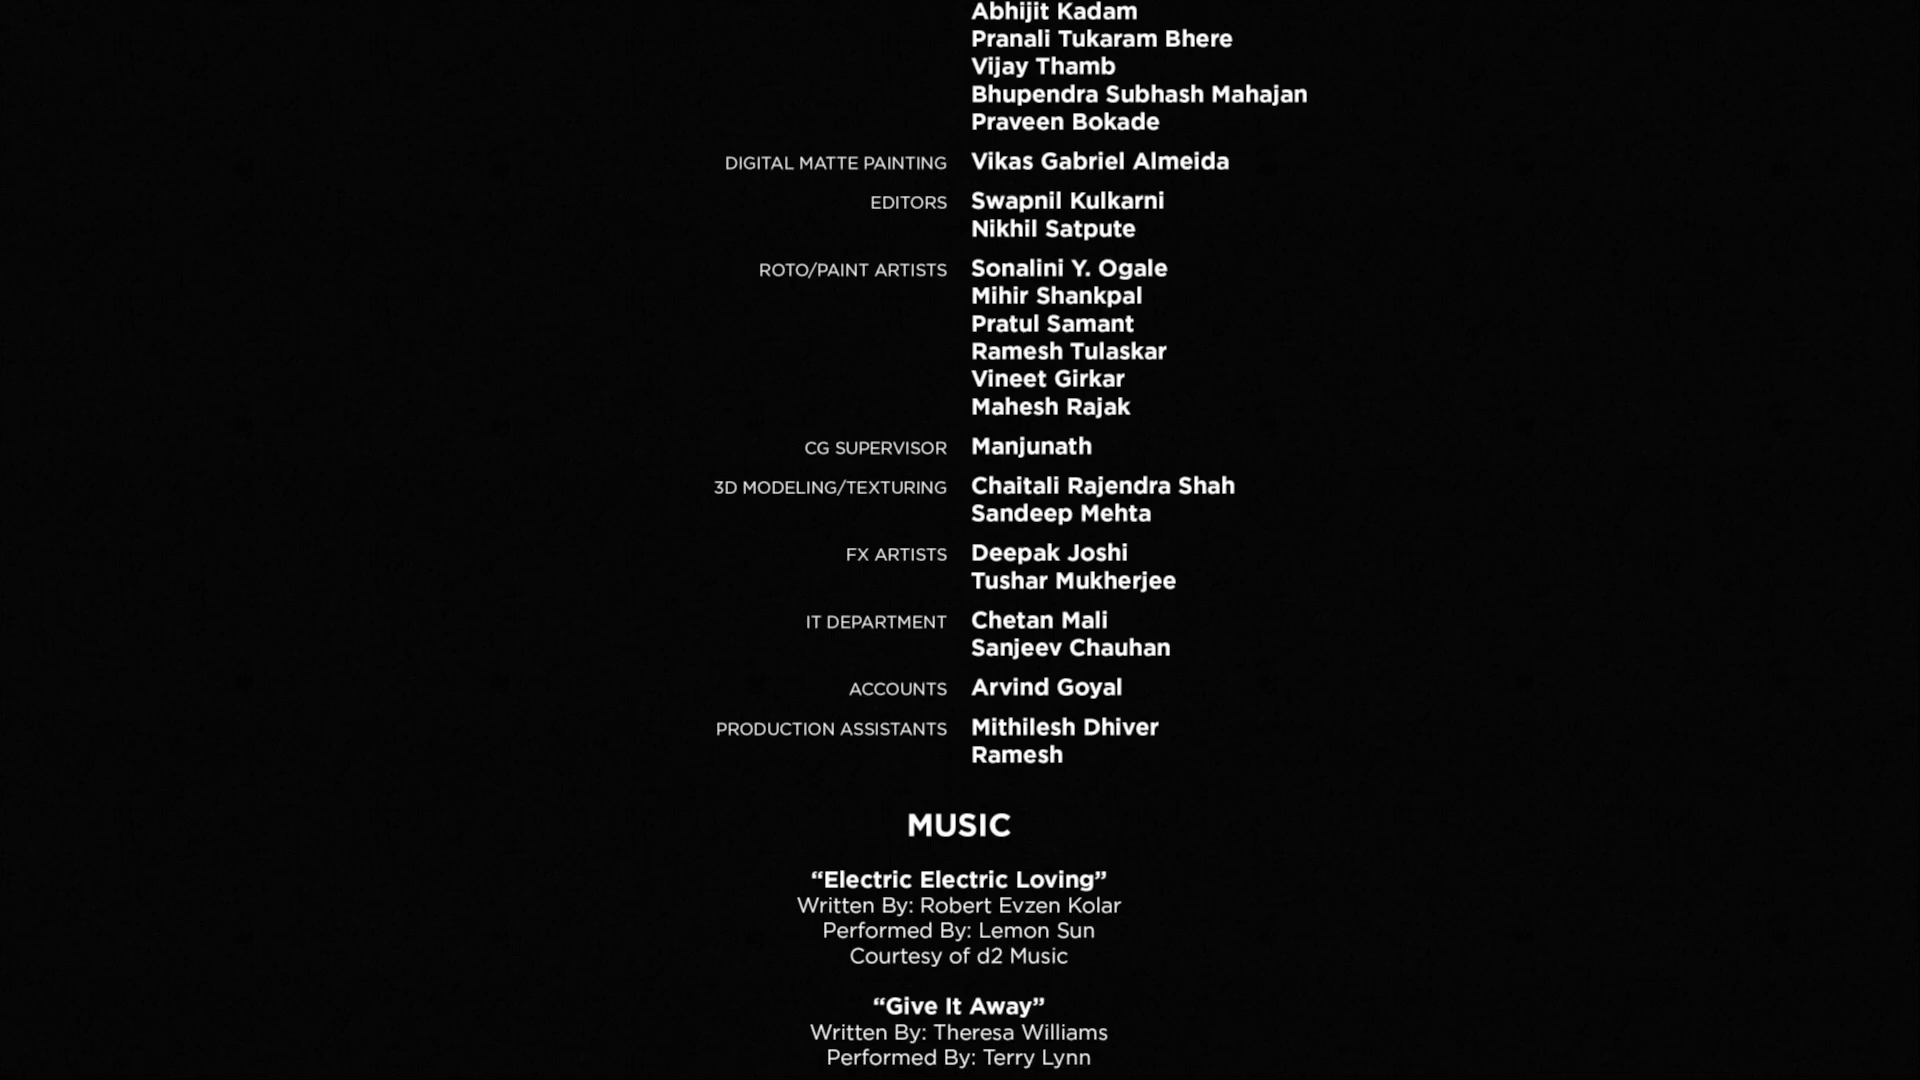 Abhijit Kadam
Pranali Tukaram Bhere
Vijay Thamb
Bhupendra Subhash Mahajan
Praveen Bokade
DIGITAL MATTE PAINTING Vikas Gabriel Almeida
EDITORS Swapnil Kulkarni
Nikhil Satpute
ROTO/PAINT ARTISTS Sonalini Y. Ogale
Mihir Shankpal
Pratul Samant
Ramesh Tulaskar
Vineet Girkar
Mahesh Rajak
CG SUPERVISOR Manjunath
3D MODELING/TEXTURING Chaitali Rajendra Shah
Sandeep Mehta
FX ARTISTS Deepak Joshi
Tushar Mukherjee
IT DEPARTMENT Chetan Mali
Sanjeev Chauhan
ACCOUNTS Arvind Goyal
PRODUCTION ASSISTANTS Mithilesh Dhiver
Ramesh
MUSIC
“Electric Electric Loving”
Written By: Robert Evzen Kolar
Performed By: Lemon Sun
Courtesy of d2 Music
“Give It Away”
Written By: Theresa Williams
Performed By: Terry Lynn